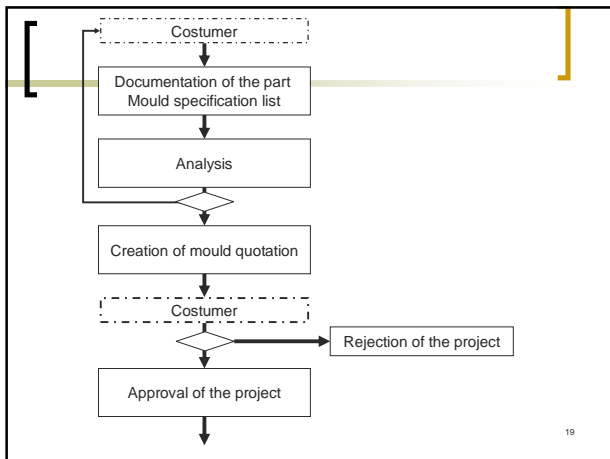 Costumer
Documentation of the part
Mould specification list
Analysis
Creation of mould quotation
Costumer
Rejection of the project
Approval of the project
19